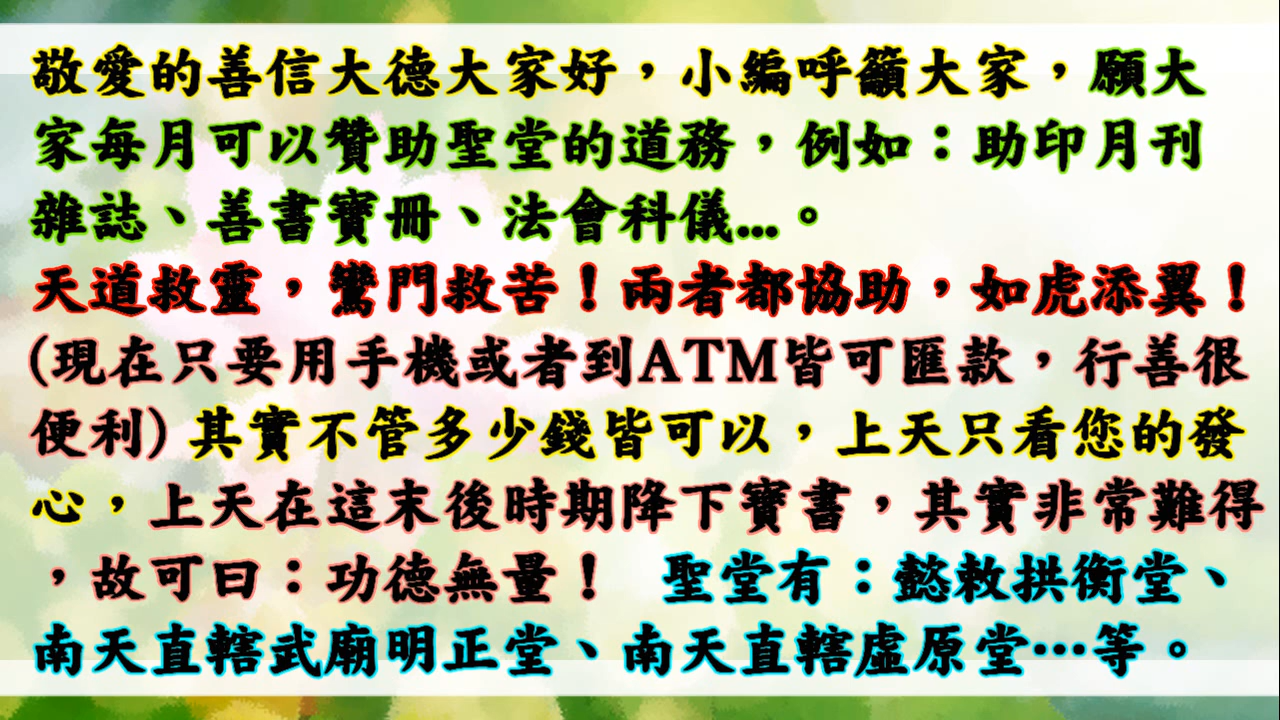 敬愛的善信大德大家好，小編呼籲大家，願大
家每月可以贊助聖堂的道務，例如：助印月刊
雜誌、善書寶冊、法會科儀...。
天道救靈，鸞門救苦！兩者都協助，如虎添翼！
(現在只要用手機或者到ATM皆可匯款，行善很
便利) 其實不管多少錢皆可以，上天只看您的發
心，上天在這末後時期降下寶書，其實非常難得
，故可曰：功德無量！ 聖堂有：懿敕拱衡堂、
南天直轄武廟明正堂、南天直轄虛原堂…等。